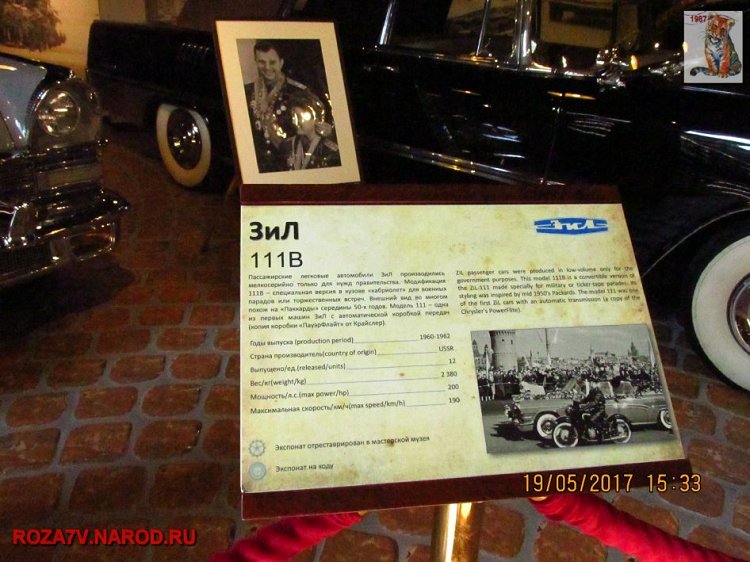 1987
ЗиЛ
111В
ЗиЛ
Пассажирские легковые автомобили ЗиЛ производились
мелкосерийно только для нужд правительства. Модификация
111В – специальная версия в кузове «кабриолет» для военных
парадов или торжественных встреч. Внешний вид во многом
похож на «Паккарды» середины 50-х годов. Модель 111 – одна
из первых машин ЗиЛ с автоматической коробкой передач
(копия коробки «ПауэрФлайт» от Крайслер).
ZIL passenger cars were produced in low-volume only for the
government purposes. This model 111B is a convertible version of
the ZIL-111 made specially for military or ticker-tape parades. Its
styling was inspired by mid 1950's Packards. The model 111 was one
of the first ZIL cars with an automatic transmission (a copy of the
Chrysler's PowerFlite)
Годы выпуска (production period) 1960-1962
Страна производитель(country of origin) USSR
Выпущено/ед.(released/units) 12
Вес/кг(weight/kg) 2 380
Мощность/л.с.(max power/hp) 200
Максимальная скорость/км/ч(max speed/km/h) 190
Экспонат отреставрирован в мастерской музея
Экспонат на ходу
19/05/2017 15:33
ROZA7V.NAROD.RU